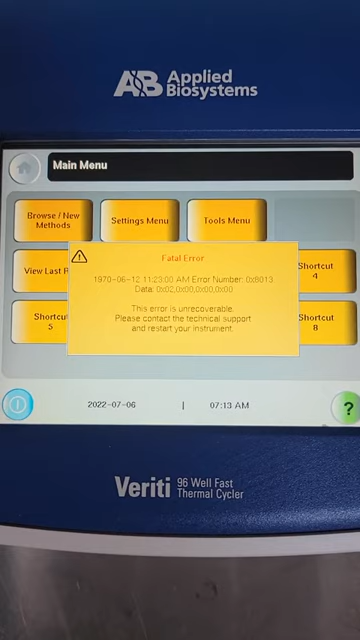 AB Applied
Biosystems
Main Menu
Browse / New
Methods
Settings Menu
Tools Menu
View Last R
Shortcut
4
Fatal Error
1970-06-12 11:23:00 AM Error Number: 0x8013
Data: 0x02,0x00,0x00,0x00
This error is unrecoverable.
Please contact the technical support
and restart your instrument.
Shortcut
5
Shortcut
8
2022-07-06 | 07:13 AM
?
Veriti 96 Well Fast
Thermal Cycler